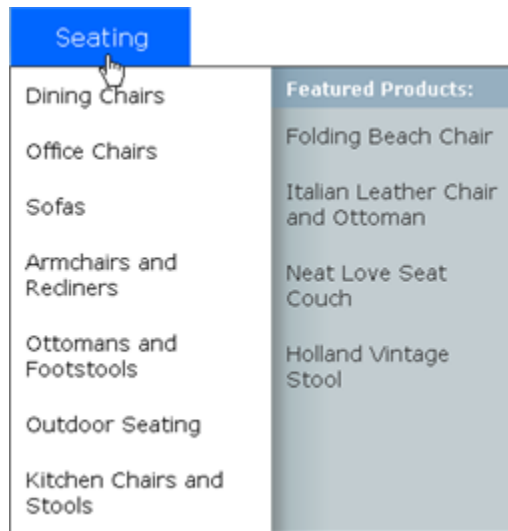 Seating
Dining Chairs
Office Chairs
Sofas
Armchairs and
Recliners
Ottomans and
Footstools
Outdoor Seating
Kitchen Chairs and
Stools
Featured Products:
Folding Beach Chair
Italian Leather Chair
and Ottoman
Neat Love Seat
Couch
Holland Vintage
Stool